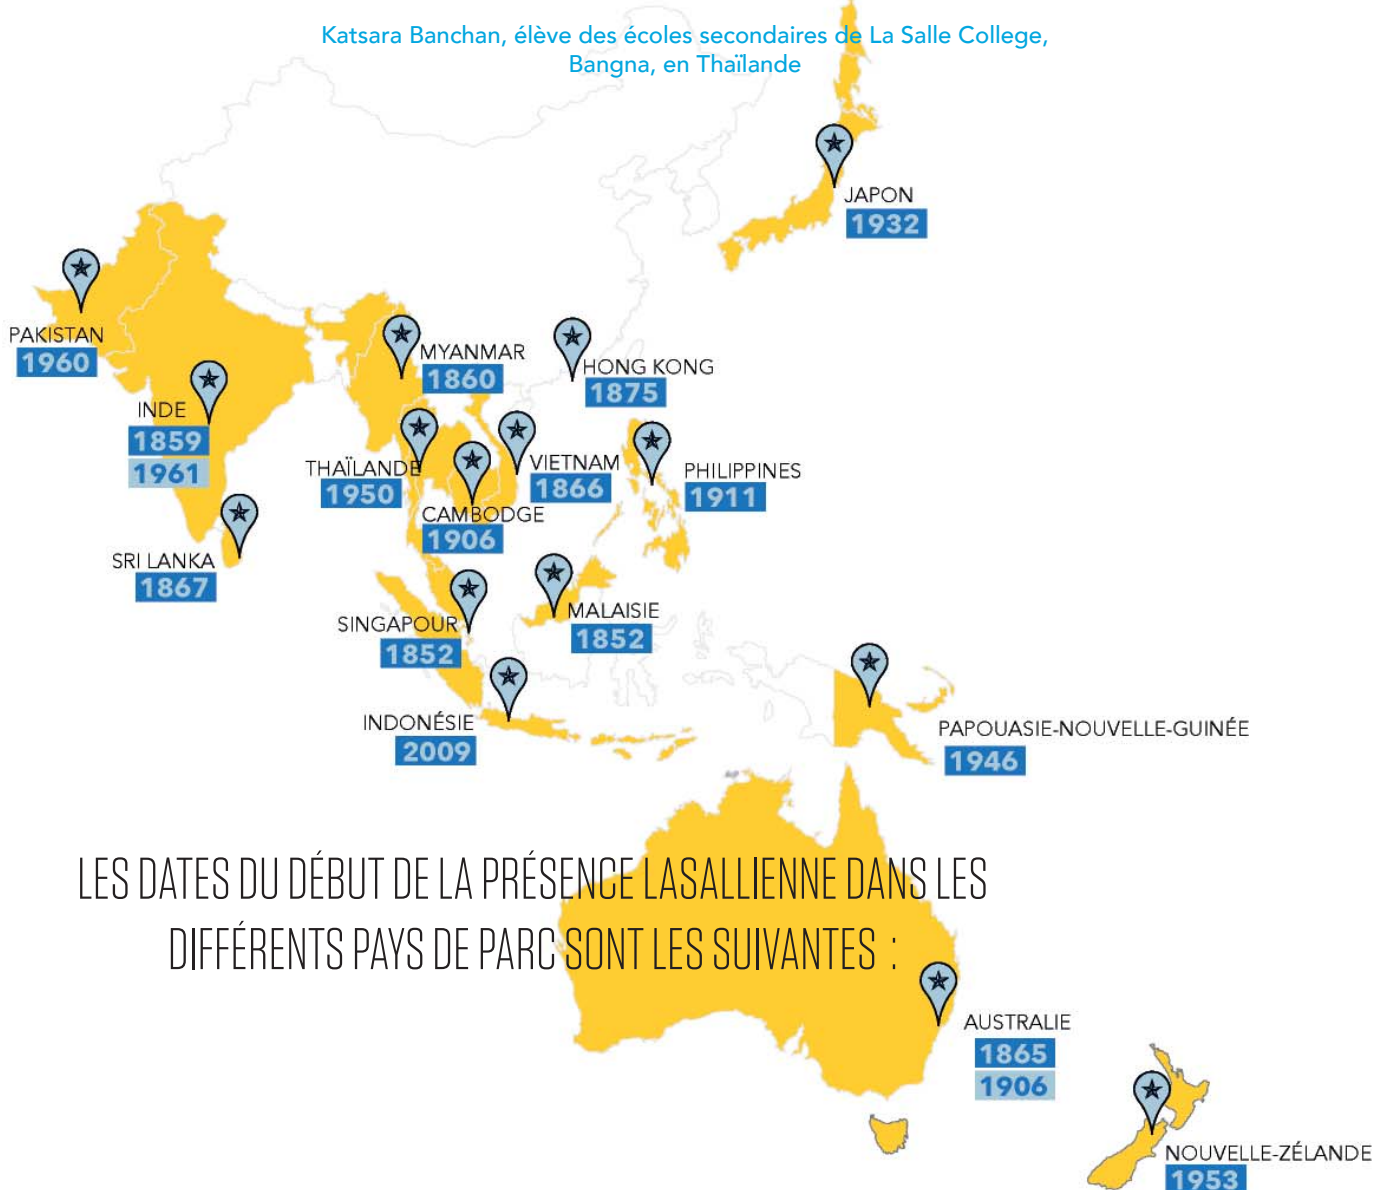 Katsara Banchan, élève des écoles secondaires de La Salle College,
Bangna, en Thaïlande
JAPON
1932
PAKISTAN
1960
MYANMAR
1860
HONG KONG
1875
INDE
1859
1961
THAÏLANDE
1950
VIETNAM
1866
PHILIPPINES
1911
CAMBODGE
1906
SRI LANKA
1867
SINGAPOUR
1852
MALAISIE
1852
INDONÉSIE
2009
PAPOUASIE-NOUVELLE-GUINÉE
1946
LES DATES DU DÉBUT DE LA PRÉSENCE LASALLIENNE DANS LES
DIFFÉRENTS PAYS DE PARC SONT LES SUIVANTES :
AUSTRALIE
1865
1906
NOUVELLE-ZÉLANDE
1953